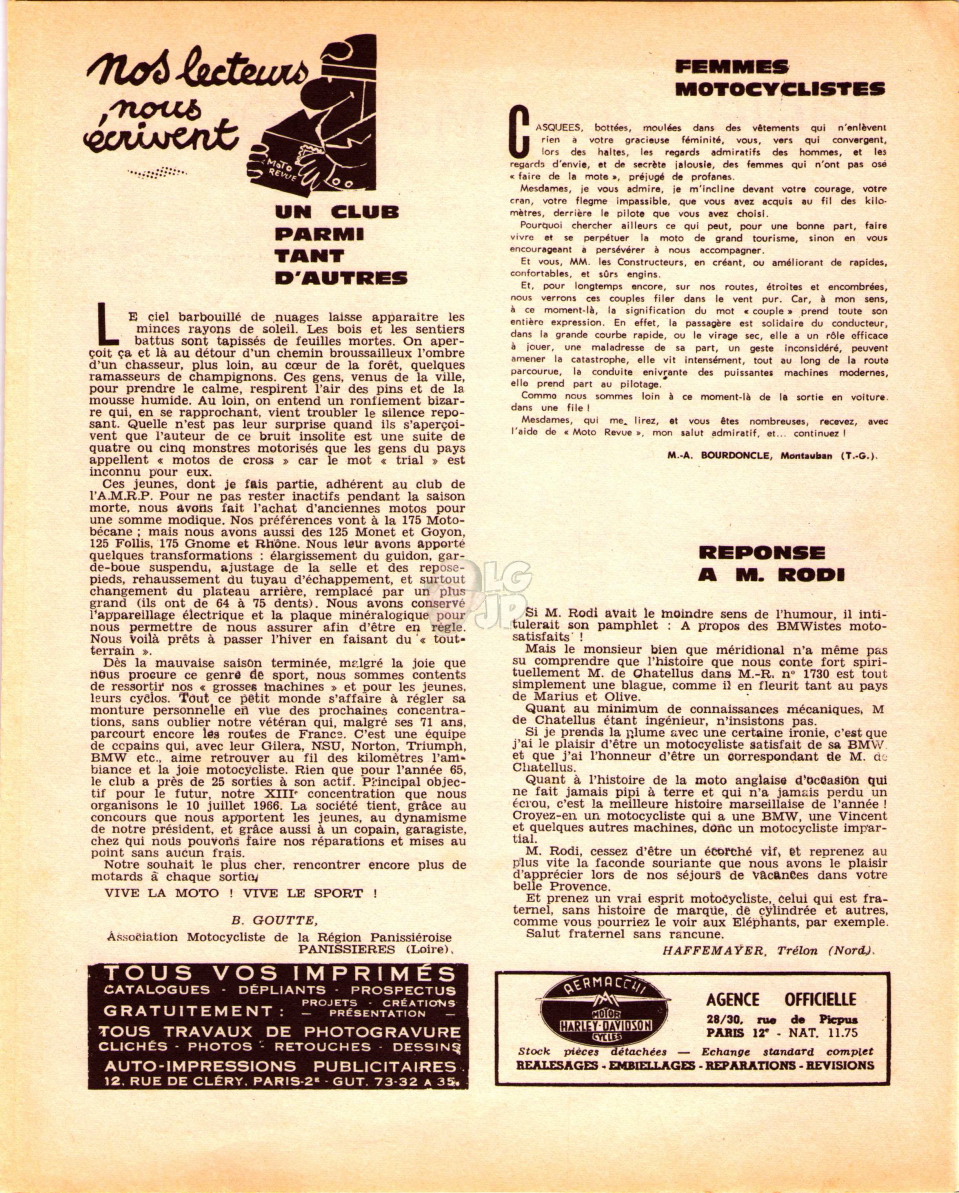 nos lecteurs
nous
écrivent
MOTO
REVUE
UN CLUB
PARMI
TANT
D'AUTRES
LE ciel barbouillé de nuages laisse apparaitre les
minces rayons de soleil. Les bois et les sentiers
battus sont tapissés de feuilles mortes. On aper-
çoit ça et là au détour d'un chemin broussailleux l'ombre
d'un chasseur, plus loin, au cœur de la forêt, quelques
ramasseurs de champignons. Ces gens, venus de la ville,
pour prendre le calme, respirent l'air des pins et de la
mousse humide. Au loin, on entend un ronflement bizar-
re qui, en se rapprochant, vient troubler le silence repo-
sant. Quelle n'est pas leur surprise quand ils s'aperçoi-
vent que l'auteur de ce bruit insolite est une suite de
quatre ou cinq monstres motorisés que les gens du pays
appellent « motos de cross » car le mot « trial » est
inconnu pour eux.
Ces jeunes, dont je fais partie, adhérent au club de
l'A.M.R.P. Pour ne pas rester inactifs pendant la saison
morte, nous avons fait l'achat d'anciennes motos pour
une somme modique. Nos préférences vont à la 175 Moto-
bécane ; mais nous avons aussi des 125 Monet et Goyon,
125 Follis, 175 Gnome et Rhône. Nous leur avons apporté
quelques transformations : élargissement du guidon, gar-
de-boue suspendu, ajustage de la selle et des repose-
pieds, rehaussement du tuyau d'échappement, et surtout
changement du plateau arrière, remplacé par un plus
grand (ils ont de 64 à 75 dents). Nous avons conservé
l'appareillage électrique et la plaque minéralogique pour
nous permettre de nous assurer afin d'être en règle.
Nous voilà prêts à passer l'hiver en faisant du « tout-
terrain ».
Dès la mauvaise saison terminée, malgré la joie que
nous procure ce genre de sport, nous sommes contents
de ressortir nos « grosses machines » et pour les jeunes,
leurs cyclos. Tout ce petit monde s'affaire à régler sa
monture personnelle en vue des prochaines concentra-
tions, sans oublier notre vétéran qui, malgré ses 71 ans,
parcourt encore les routes de France. C'est une équipe
de copains qui, avec leur Gilera, NSU, Norton, Triumph,
BMW etc., aime retrouver au fil des kilomètres l'am-
biance et la joie motocycliste. Rien que pour l'année 65,
le club a près de 25 sorties à son actif. Principal objec-
tif pour le futur, notre XIIIe concentration que nous
organisons le 10 juillet 1966. La société tient, grâce au
concours que nous apportent les jeunes, au dynamisme
de notre président, et grâce aussi à un copain, garagiste,
chez qui nous pouvons faire nos réparations et mises au
point sans aucun frais.
Notre souhait le plus cher, rencontrer encore plus de
motards à chaque sortie,
VIVE LA MOTO ! VIVE LE SPORT !
B. GOUTTE,
Association Motocycliste de la Région Panissiéroise
PANISSIERES (Loire).
TOUS VOS IMPRIMÉS
CATALOGUES - DÉPLIANTS - PROSPECTUS
GRATUITEMENT : PROJETS - CRÉATIONS
— PRÉSENTATION —
TOUS TRAVAUX DE PHOTOGRAVURE
CLICHÉS - PHOTOS - RETOUCHES - DESSINS
AUTO-IMPRESSIONS PUBLICITAIRES
12, RUE DE CLÉRY, PARIS-2e - GUT. 73-32 A 35.
FEMMES
MOTOCYCLISTES
CASQUEES, bottées, moulées dans des vêtements qui n'enlèvent
rien à votre gracieuse féminité, vous, vers qui convergent,
lors des haltes, les regards admiratifs des hommes, et les
regards d'envie, et de secrète jalousie, des femmes qui n'ont pas osé
« faire de la moto », préjugé de profanes.
Mesdames, je vous admire, je m'incline devant votre courage, votre
cran, votre flegme impassible, que vous avez acquis au fil des kilo-
mètres, derrière le pilote que vous avez choisi.
Pourquoi chercher ailleurs ce qui peut, pour une bonne part, faire
vivre et se perpétuer la moto de grand tourisme, sinon en vous
encourageant à persévérer à nous accompagner.
Et vous, MM. les Constructeurs, en créant, ou améliorant de rapides,
confortables, et sûrs engins.
Et, pour longtemps encore, sur nos routes, étroites et encombrées,
nous verrons ces couples filer dans le vent pur. Car, à mon sens,
à ce moment-là, la signification du mot « couple » prend toute son
entière expression. En effet, la passagère est solidaire du conducteur,
dans la grande courbe rapide, ou le virage sec, elle a un rôle efficace
à jouer, une maladresse de sa part, un geste inconsidéré, peuvent
amener la catastrophe, elle vit intensément, tout au long de la route
parcourue, la conduite enivrante des puissantes machines modernes,
elle prend part au pilotage.
Comme nous sommes loin à ce moment-là de la sortie en voiture.
dans une file !
Mesdames, qui me lirez, et vous êtes nombreuses, recevez, avec
l'aide de « Moto Revue », mon salut admiratif, et... continuez !
M.-A. BOURDONCLE, Montauban (T.-G.).
REPONSE
A M. RODI
Si M. Rodi avait le moindre sens de l'humour, il inti-
tulerait son pamphlet : A propos des BMWistes moto-
satisfaits !
Mais le monsieur bien que méridional n'a même pas
su comprendre que l'histoire que nous conte fort spiri-
tuellement M. de Chatellus dans M.-R. n° 1730 est tout
simplement une blague, comme il en fleurit tant au pays
de Marius et Olive.
Quant au minimum de connaissances mécaniques, M
de Chatellus étant ingénieur, n'insistons pas.
Si je prends la plume avec une certaine ironie, c'est que
j'ai le plaisir d'être un motocycliste satisfait de sa BMW
et que j'ai l'honneur d'être un correspondant de M. de
Chatellus.
Quant à l'histoire de la moto anglaise d'occasion qui
ne fait jamais pipi à terre et qui n'a jamais perdu un
écrou, c'est la meilleure histoire marseillaise de l'année !
Croyez-en un motocycliste qui a une BMW, une Vincent
et quelques autres machines, donc un motocycliste impar-
tial.
M. Rodi, cessez d'être un écorché vif, et reprenez au
plus vite la faconde souriante que nous avons le plaisir
d'apprécier lors de nos séjours de vacances dans votre
belle Provence.
Et prenez un vrai esprit motocycliste, celui qui est fra-
ternel, sans histoire de marque, de cylindrée et autres,
comme vous pourriez le voir aux Eléphants, par exemple.
Salut fraternel sans rancune.
HAFFEMAYER, Trélon (Nord).
AERMACCHI
MOTOR
HARLEY-DAVIDSON
CYCLES
AGENCE OFFICIELLE
28/30, rue de Picpus
PARIS 12e - NAT. 11.75
Stock pièces détachées — Echange standard complet
REALESAGES - EMBIELLAGES - REPARATIONS - REVISIONS